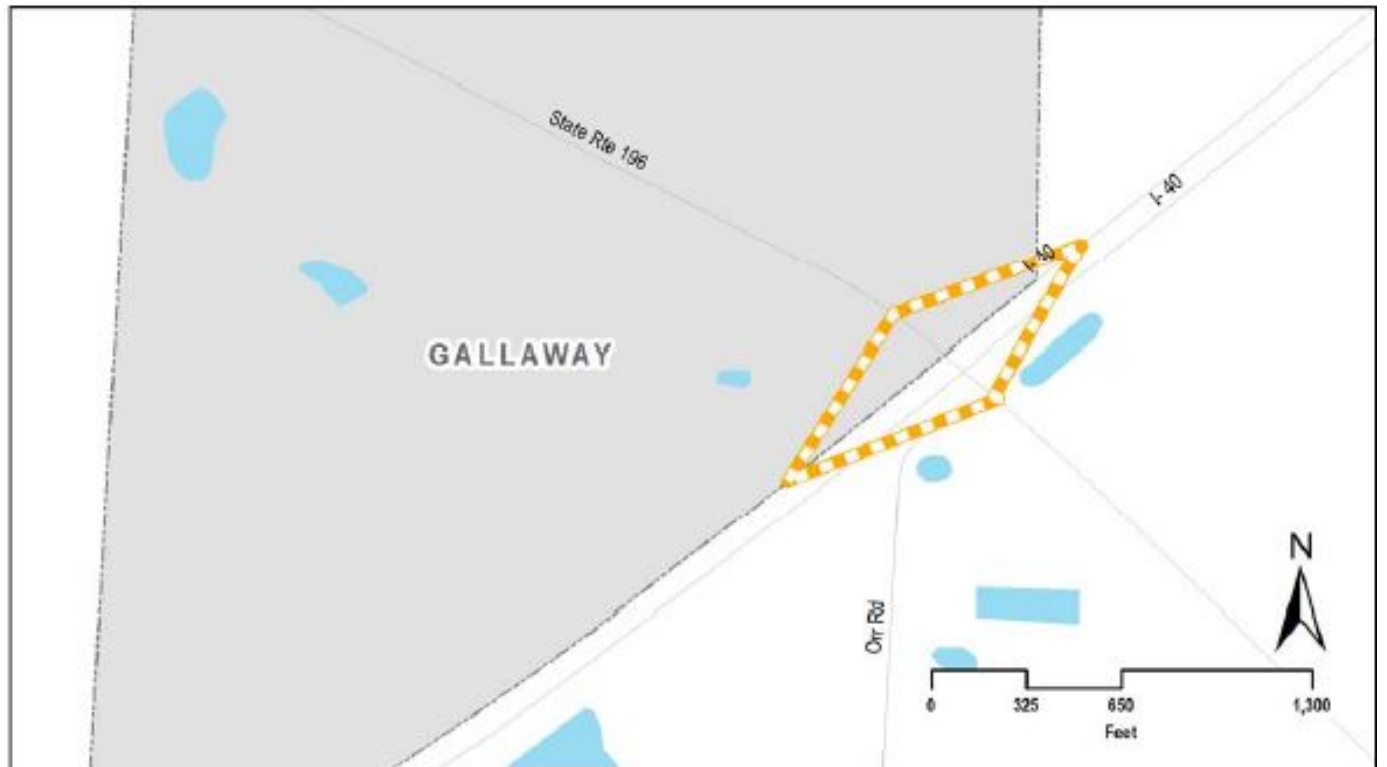 State Rte 196
I- 40
I- 40
GALLAWAY
N
Orr Rd
0 325 650 1,300
Feet